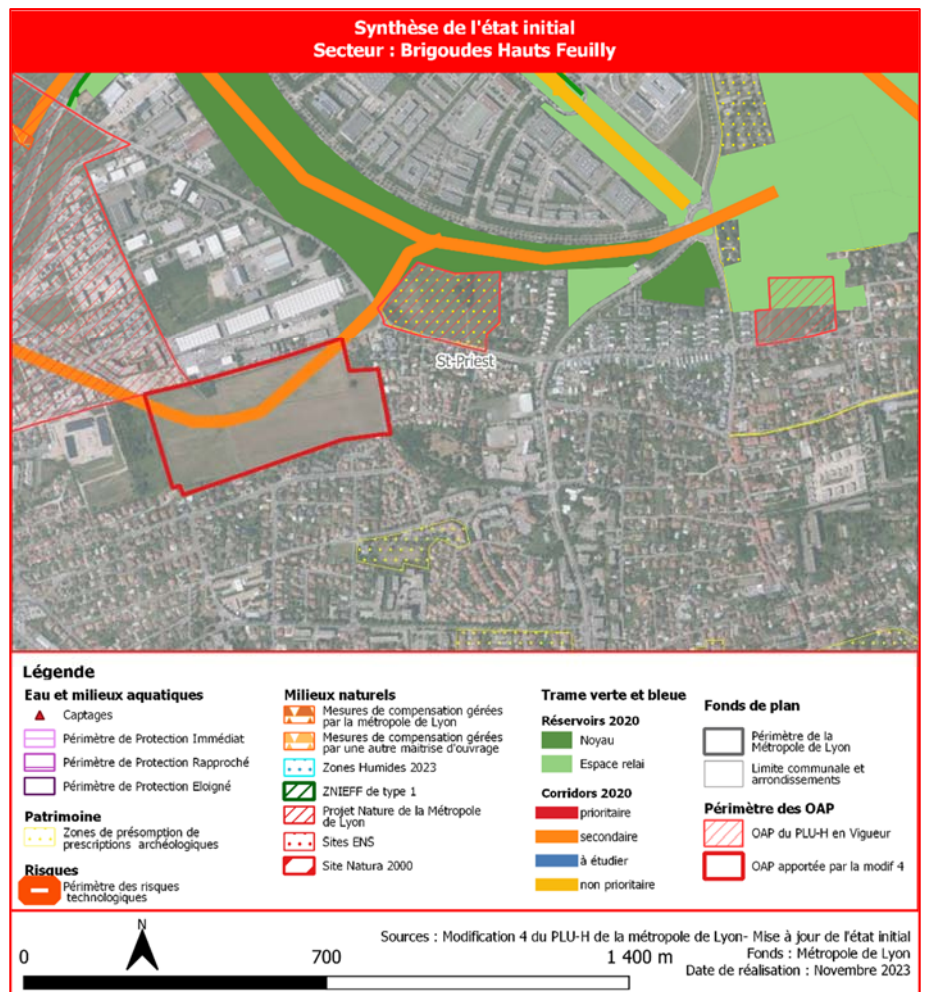 Synthèse de l'état initial
Secteur : Brigoudes Hauts Feuilly
St-Priest
Légende
Eau et milieux aquatiques
Captages
Périmètre de Protection Immédiat
Périmètre de Protection Rapproché
Périmètre de Protection Eloigné
Patrimoine
Zones de présomption de
prescriptions archéologiques
Risques
Périmètre des risques
technologiques
Milieux naturels
Mesures de compensation gérées
par la métropole de Lyon
Mesures de compensation gérées
par une autre maitrise d'ouvrage
Zones Humides 2023
ZNIEFF de type 1
Projet Nature de la Métropole
de Lyon
Sites ENS
Site Natura 2000
Trame verte et bleue
Réservoirs 2020
Noyau
Espace relai
Corridors 2020
prioritaire
secondaire
à étudier
non prioritaire
Fonds de plan
Périmètre de la
Métropole de Lyon
Limite communale et
arrondissements
Périmètre des OAP
OAP du PLU-H en Vigueur
OAP apportée par la modif 4
N
0 700 1 400 m
Sources : Modification 4 du PLU-H de la métropole de Lyon- Mise à jour de l'état initial
Fonds : Métropole de Lyon
Date de réalisation : Novembre 2023